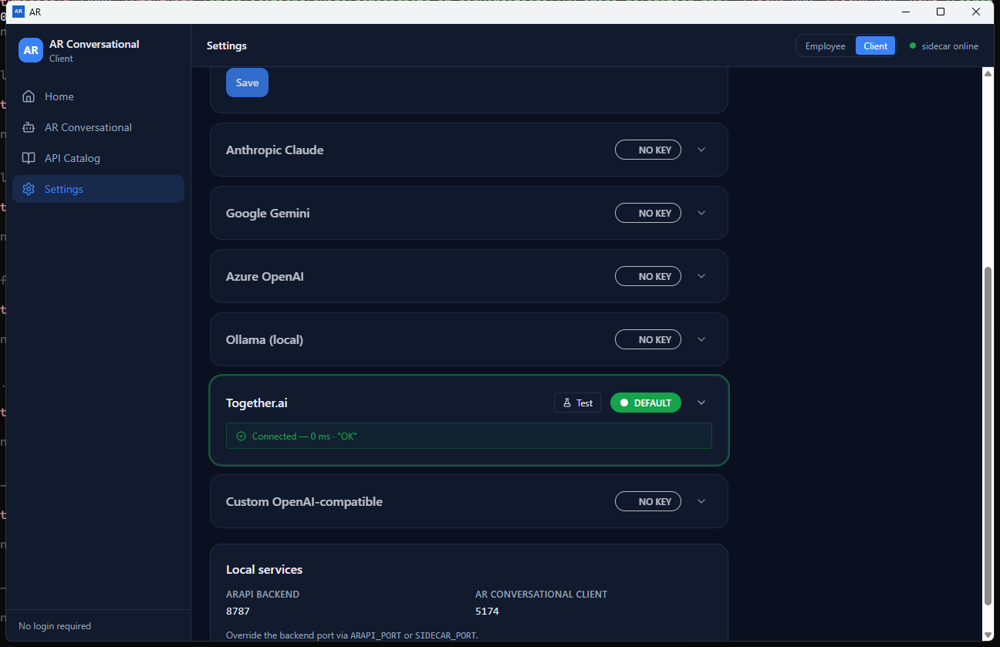 AR AR
AR AR Conversational
Client
Settings
Employee Client sidecar online
Home
AR Conversational
API Catalog
Settings
Save
Anthropic Claude NO KEY
Google Gemini NO KEY
Azure OpenAI NO KEY
Ollama (local) NO KEY
Together.ai Test DEFAULT
Connected — 0 ms · "OK"
Custom OpenAI-compatible NO KEY
Local services
ARAPI BACKEND AR CONVERSATIONAL CLIENT
8787 5174
Override the backend port via ARAPI_PORT or SIDECAR_PORT.
No login required